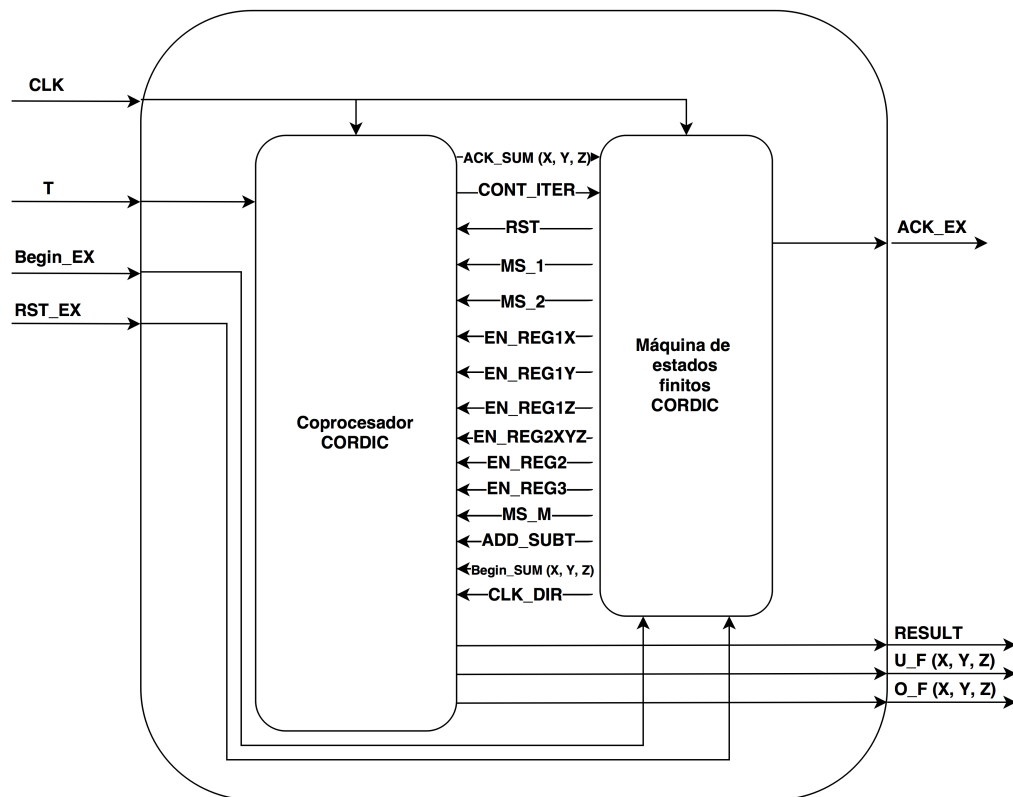 CLK
T
Begin_EX
RST_EX
Coprocesador
CORDIC
ACK_SUM (X, Y, Z)
CONT_ITER
RST
MS_1
MS_2
EN_REG1X
EN_REG1Y
EN_REG1Z
EN_REG2XYZ
EN_REG2
EN_REG3
MS_M
ADD_SUBT
Begin_SUM (X, Y, Z)
CLK_DIR
Máquina de
estados
finitos
CORDIC
ACK_EX
RESULT
U_F (X, Y, Z)
O_F (X, Y, Z)